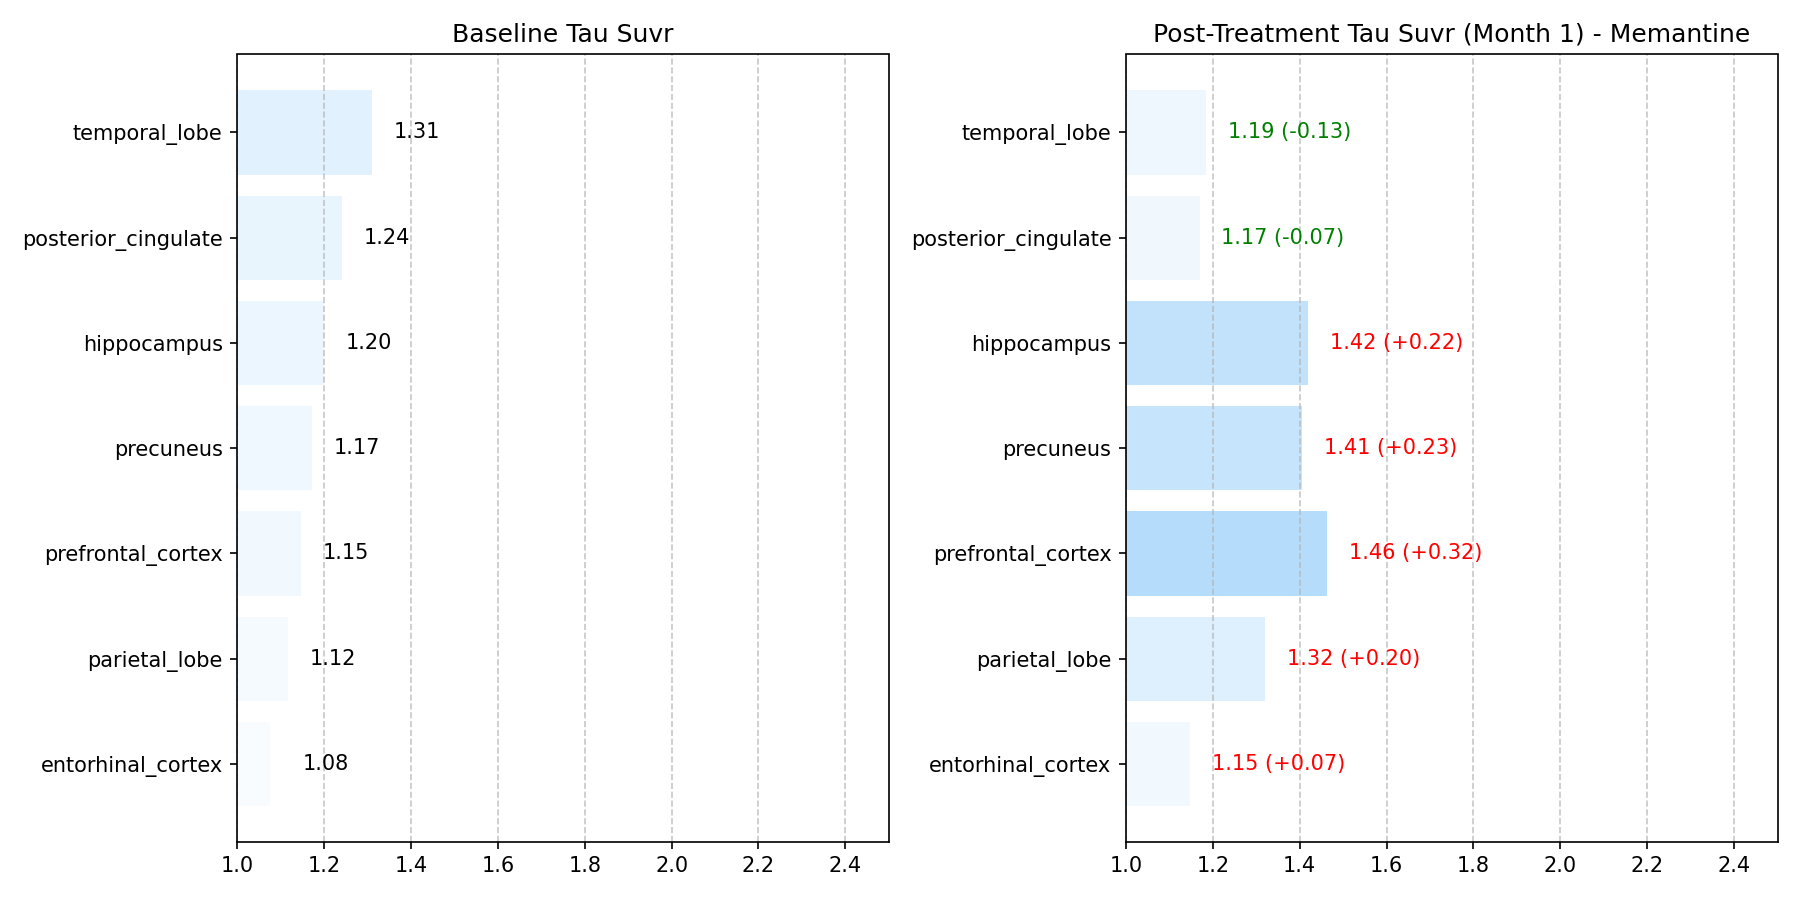 Baseline Tau Suvr
temporal_lobe
1.31
posterior_cingulate
1.24
hippocampus
1.20
precuneus
1.17
prefrontal_cortex
1.15
parietal_lobe
1.12
entorhinal_cortex
1.08
1.0 1.2 1.4 1.6 1.8 2.0 2.2 2.4
Post-Treatment Tau Suvr (Month 1) - Memantine
temporal_lobe
1.19 (-0.13)
posterior_cingulate
1.17 (-0.07)
hippocampus
1.42 (+0.22)
precuneus
1.41 (+0.23)
prefrontal_cortex
1.46 (+0.32)
parietal_lobe
1.32 (+0.20)
entorhinal_cortex
1.15 (+0.07)
1.0 1.2 1.4 1.6 1.8 2.0 2.2 2.4